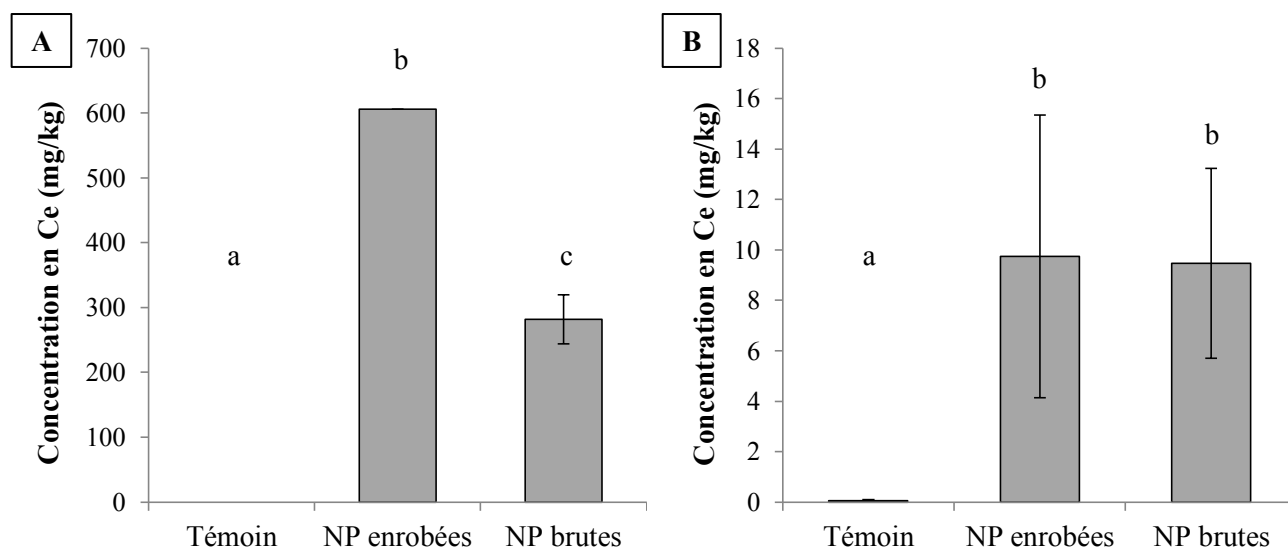 A
Concentration en Ce (mg/kg)
700
600
500
400
300
200
100
0
a
b
c
Témoin
NP enrobées
NP brutes
B
Concentration en Ce (mg/kg)
18
16
14
12
10
8
6
4
2
0
a
b
b
Témoin
NP enrobées
NP brutes